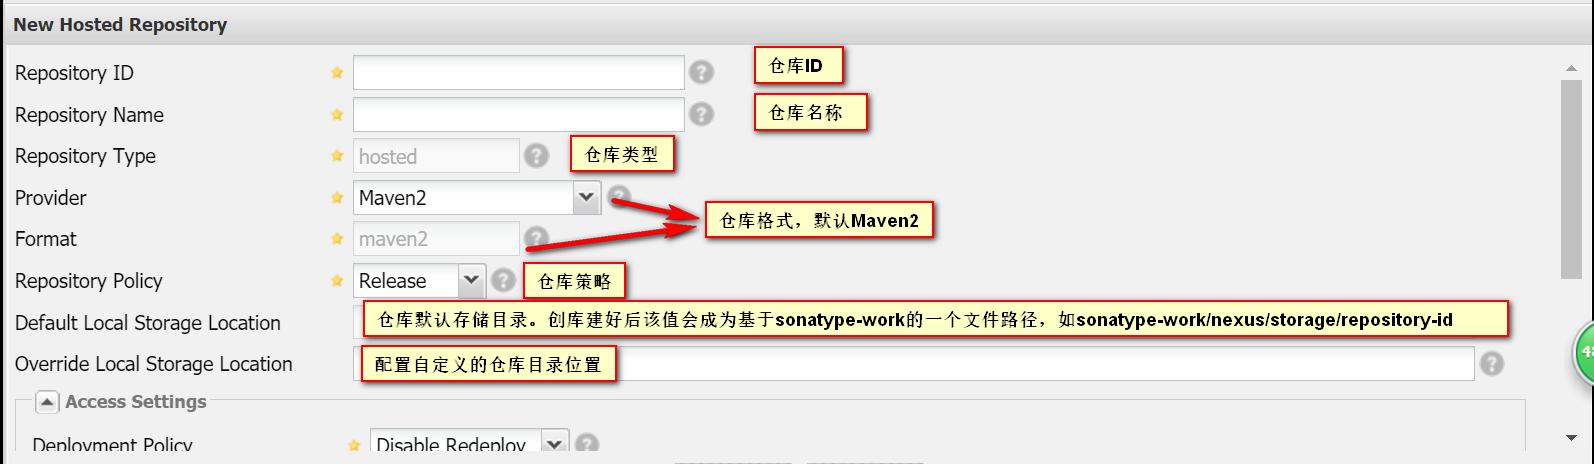 New Hosted Repository
Repository ID 仓库ID
Repository Name 仓库名称
Repository Type hosted 仓库类型
Provider Maven2
仓库格式，默认Maven2
Format maven2
Repository Policy Release 仓库策略
Default Local Storage Location 仓库默认存储目录。创库建好后该值会成为基于sonatype-work的一个文件路径，如sonatype-work/nexus/storage/repository-id
Override Local Storage Location 配置自定义的仓库目录位置
Access Settings
Deployment Policy Disable Redeploy